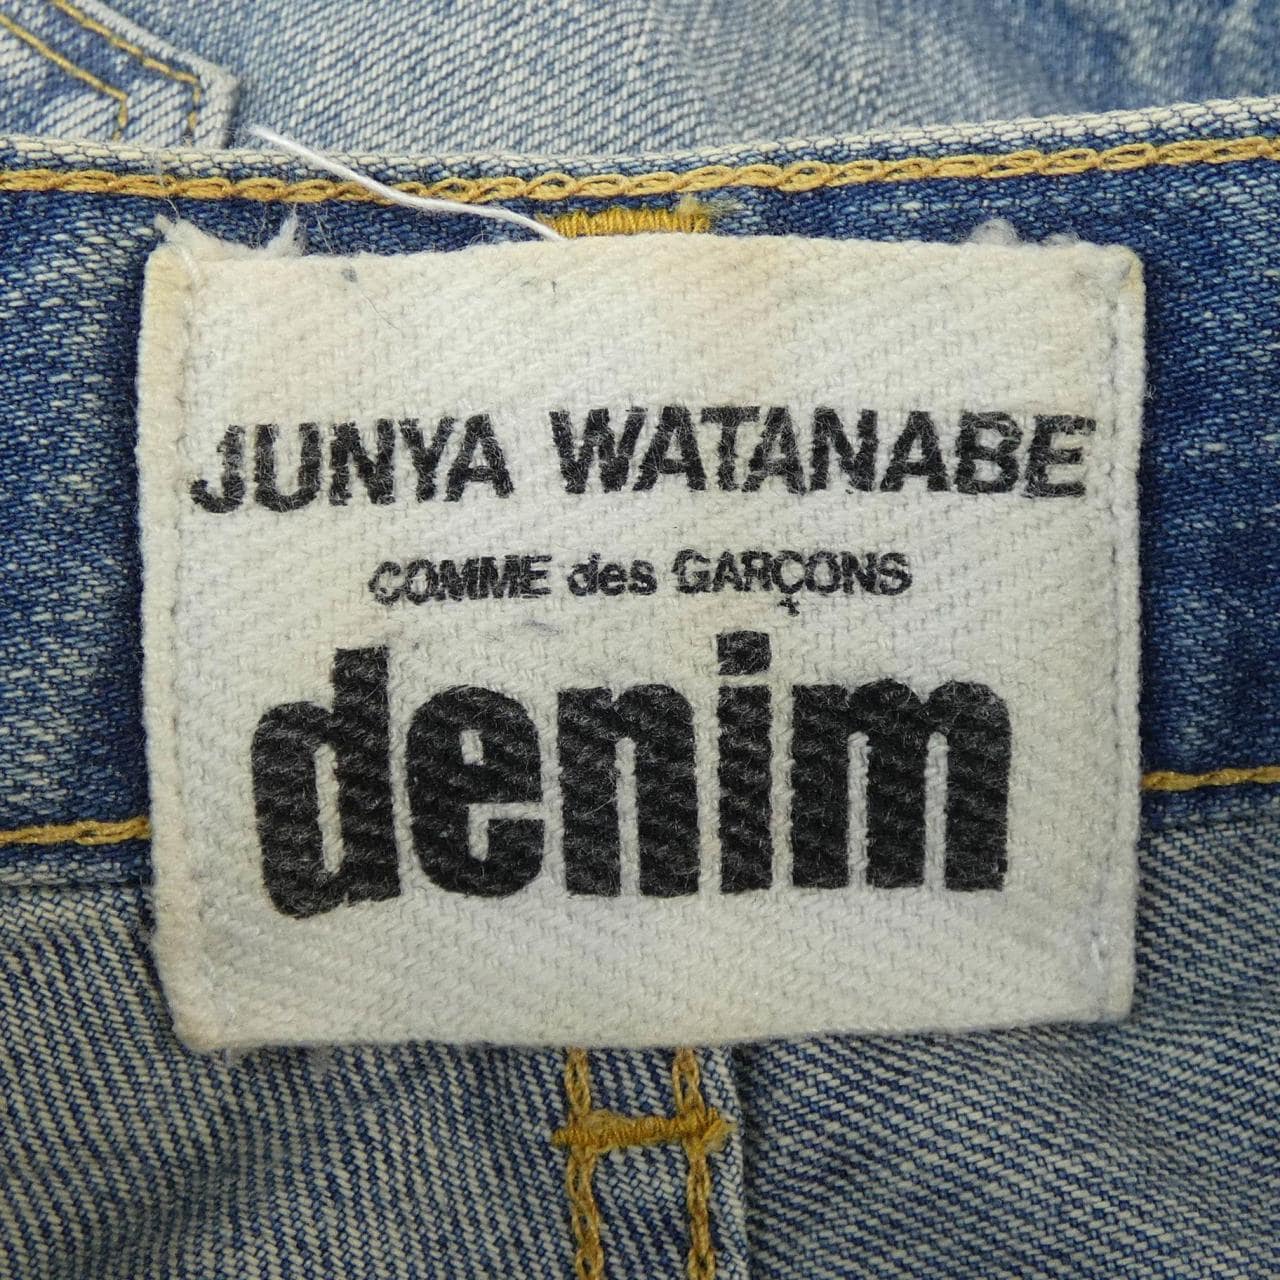 JUNYA WATANABE
COMME des GARÇONS
denim